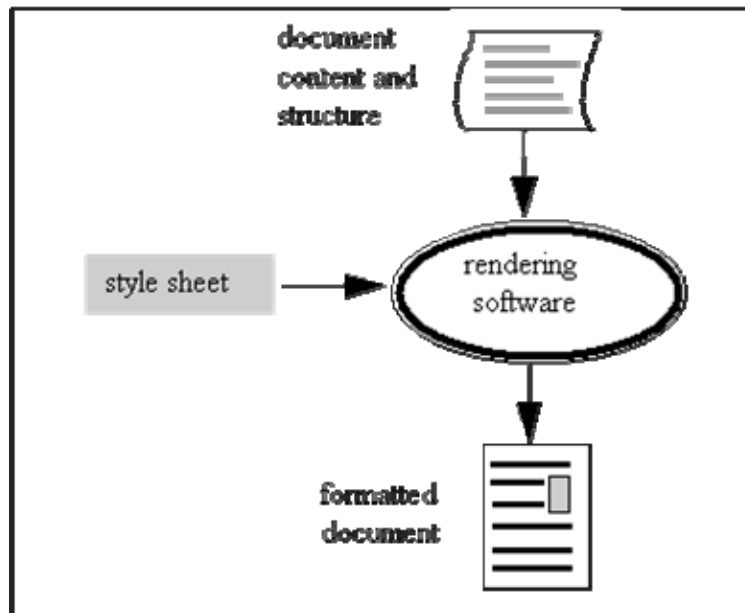 document
content and
structure
style sheet
rendering
software
formatted
document